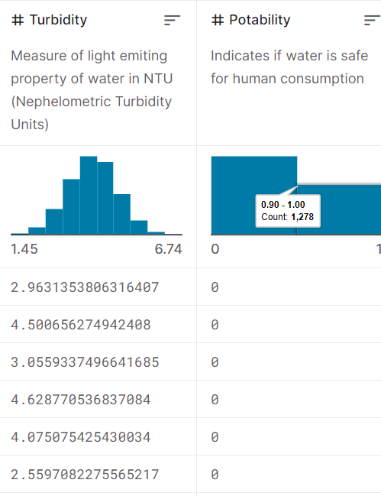 # Turbidity
Measure of light emiting
property of water in NTU
(Nephelometric Turbidity
Units)
1.45 6.74
2.9631353806316407
4.500656274942408
3.0559337496641685
4.628770536837084
4.075075425430034
2.5597082275565217
# Potability
Indicates if water is safe
for human consumption
0.90 - 1.00
Count: 1,278
0 1
0
0
0
0
0
0